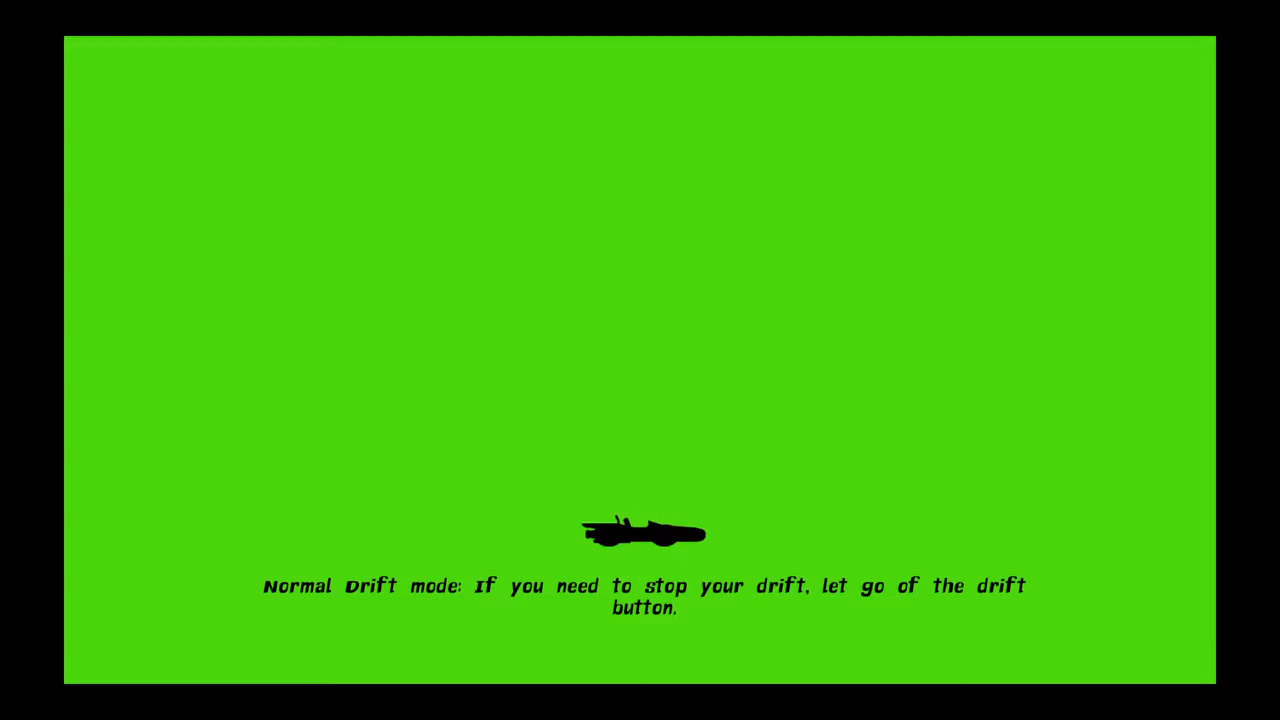 Normal Drift mode: If you need to stop your drift, let go of the drift
button.